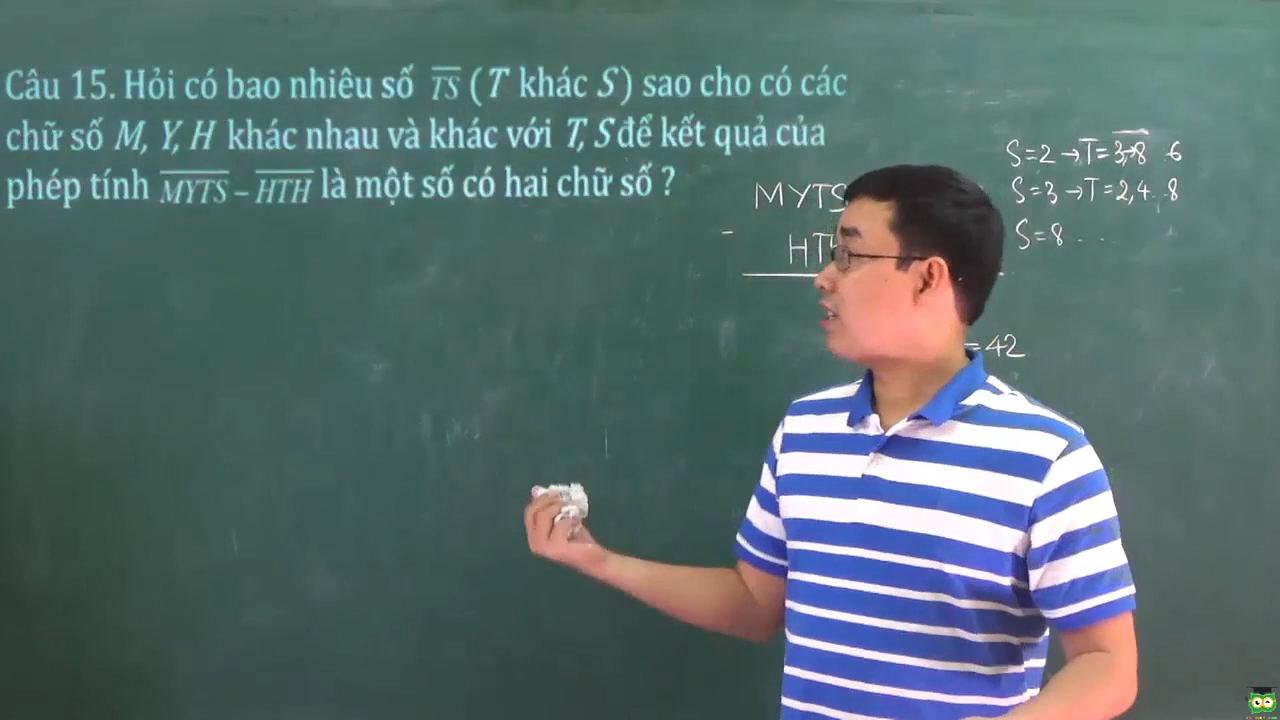 Câu 15. Hỏi có bao nhiêu số TS (T khác S) sao cho có các
chữ số M, Y, H khác nhau và khác với T, S để kết quả của
phép tính MYTS – HTH là một số có hai chữ số ?
S=2 → T=3→8 6
S=3 → T=2,4..8
S=8 ...
MYTS
-
HT
=42